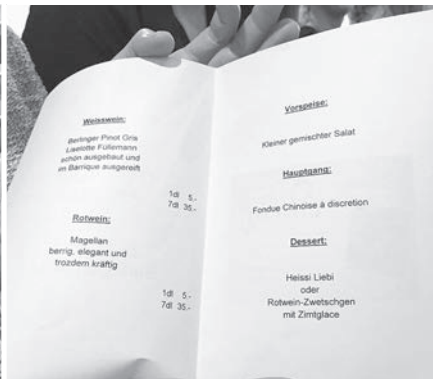 Weisswein:
Berlinger Pinot Gris
Liselotte Füllemann
schön ausgebaut und
im Barrique ausgereift
1dl 5.-
7dl 35.-
Rotwein:
Magellan
berrig, elegant und
trozdem kräftig
1dl 5.-
7dl 35.-
Vorspeise:
Kleiner gemischter Salat
Hauptgang:
Fondue Chinoise à discretion
Dessert:
Heissi Liebi
oder
Rotwein-Zwetschgen
mit Zimtglace